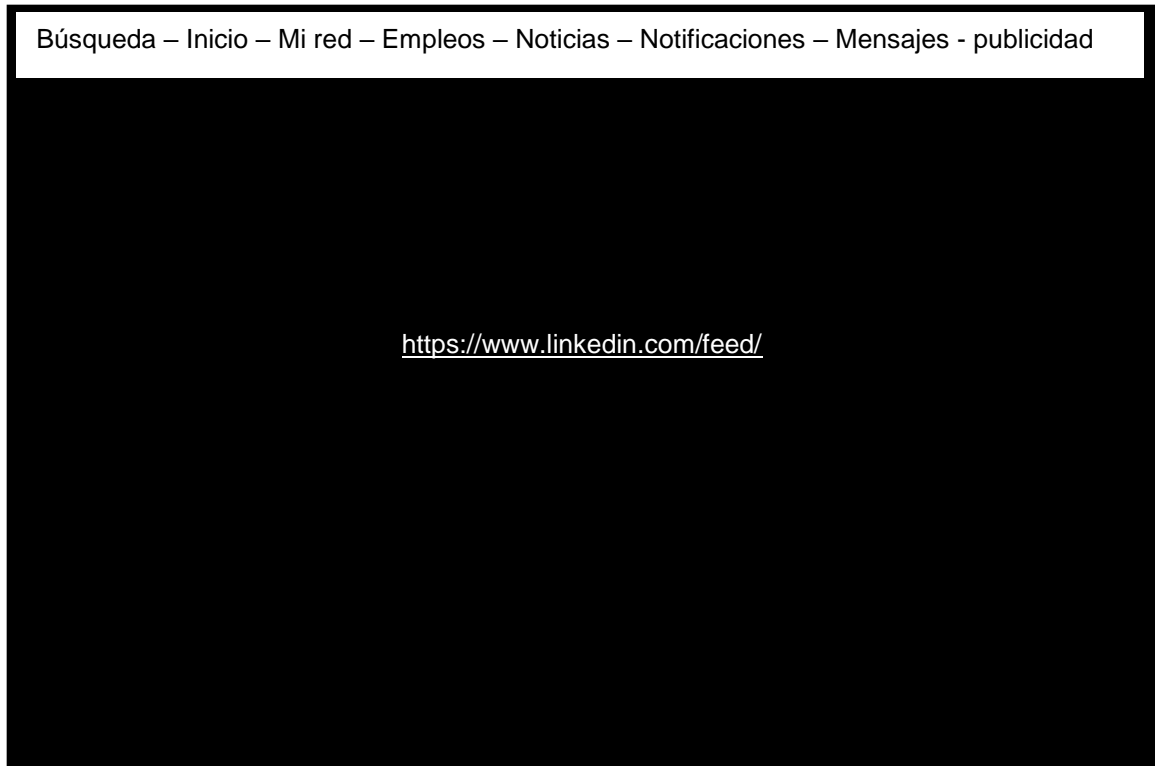 Búsqueda – Inicio – Mi red – Empleos – Noticias – Notificaciones – Mensajes - publicidad
https://www.linkedin.com/feed/